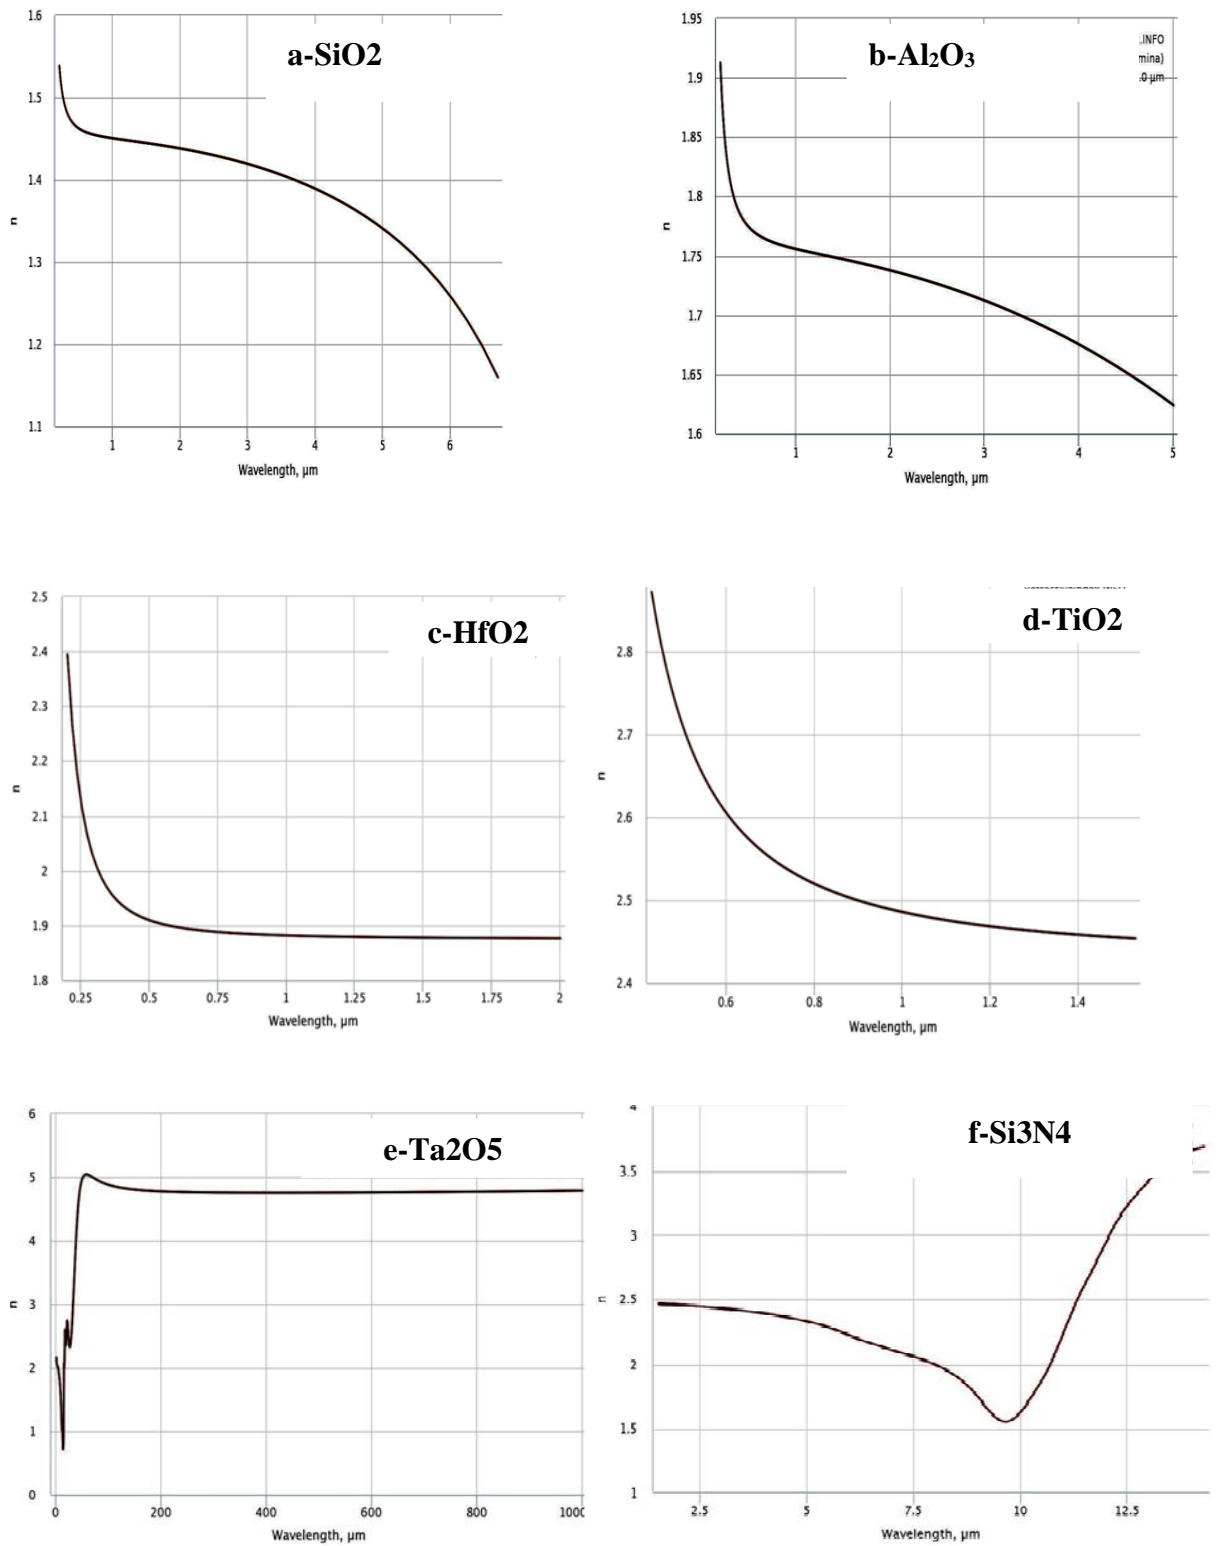 a-SiO2
1.6
1.5
1.4
1.3
1.2
1.1
n
1 2 3 4 5 6
Wavelength, µm
b-Al₂O₃
.INFO
mina)
.0 µm
1.95
1.9
1.85
1.8
1.75
1.7
1.65
1.6
n
1 2 3 4 5
Wavelength, µm
c-HfO2
2.5
2.4
2.3
2.2
2.1
2
1.9
1.8
n
0.25 0.5 0.75 1 1.25 1.5 1.75 2
Wavelength, µm
d-TiO2
2.8
2.7
2.6
2.5
2.4
n
0.6 0.8 1 1.2 1.4
Wavelength, µm
e-Ta2O5
6
5
4
3
2
1
0
n
0 200 400 600 800 1000
Wavelength, µm
f-Si3N4
4
3.5
3
2.5
2
1.5
1
n
2.5 5 7.5 10 12.5
Wavelength, µm